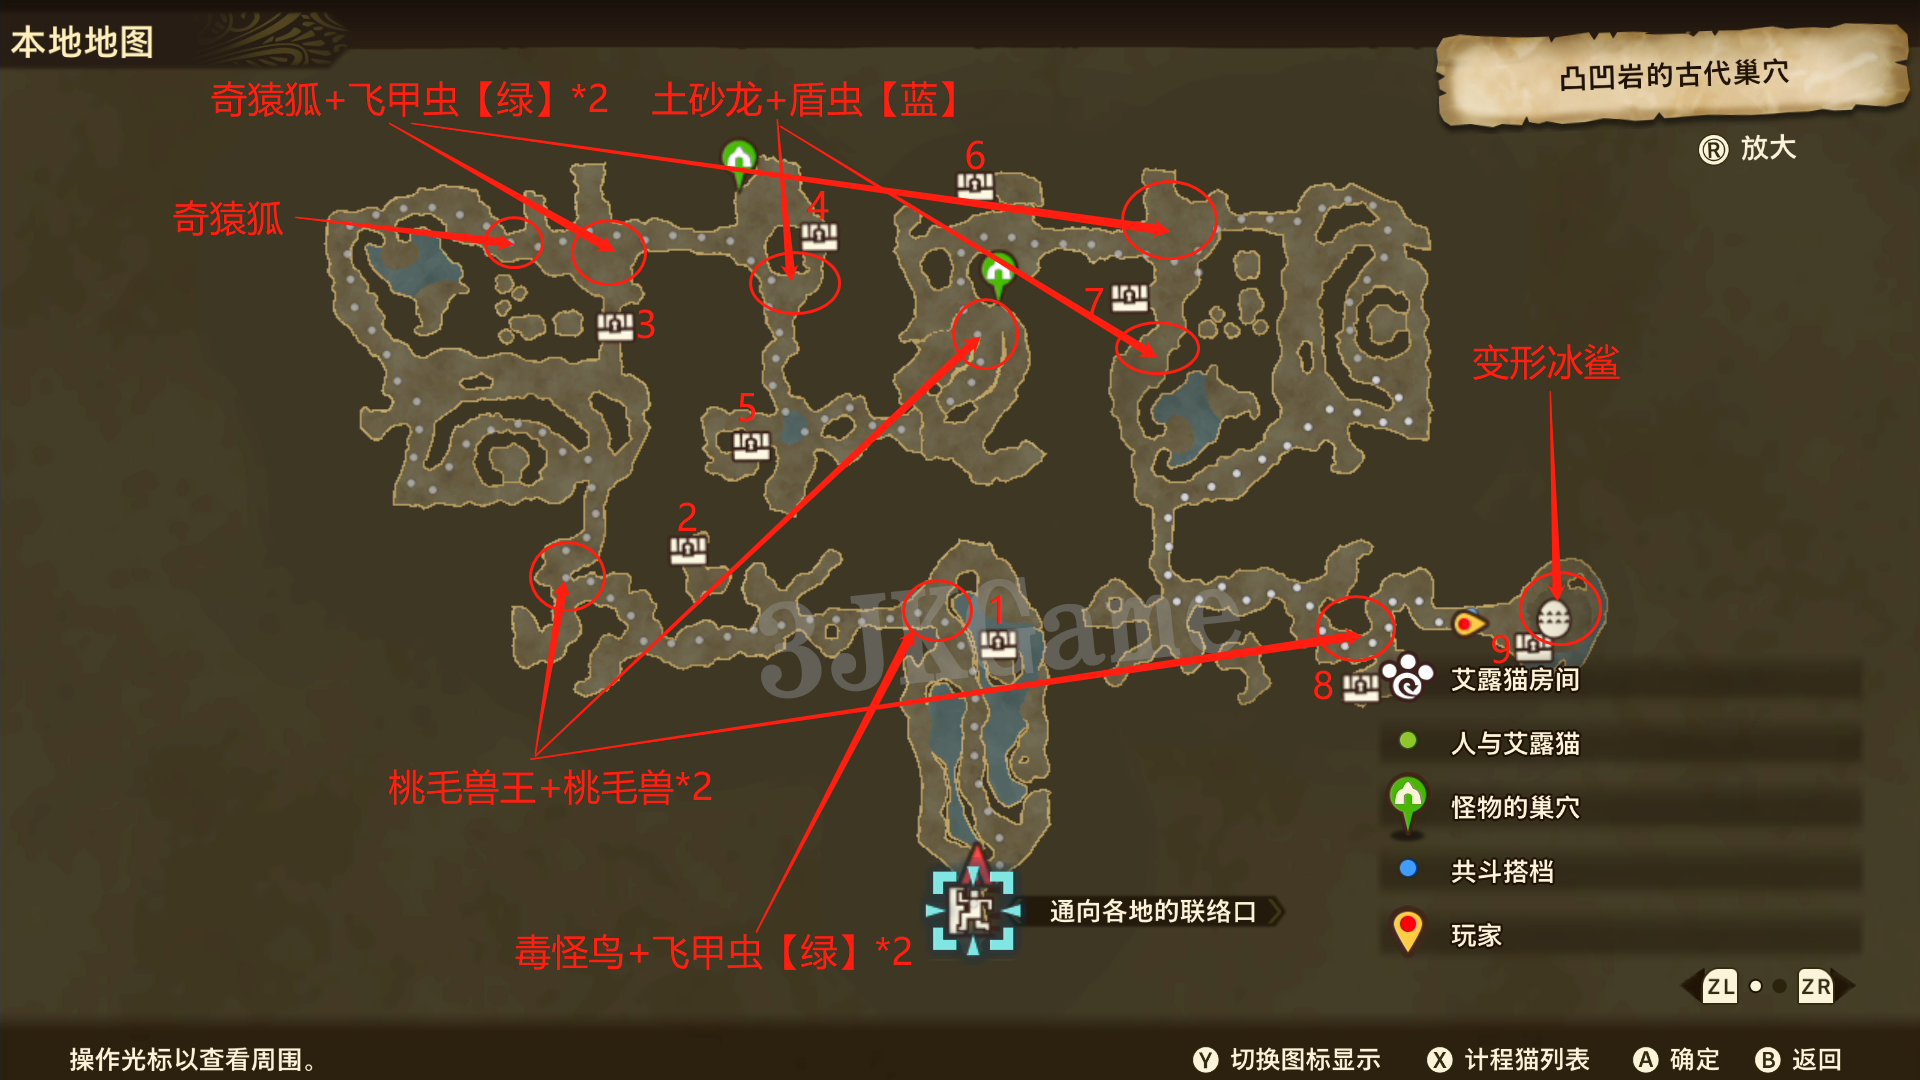 本地地图
凸凹岩的古代巢穴
奇猿狐+飞甲虫【绿】*2
土砂龙+盾虫【蓝】
R 放大
6
奇猿狐
4
7
3
变形冰鲨
5
2
1
9
8
3JKGame
艾露猫房间
人与艾露猫
桃毛兽王+桃毛兽*2
怪物的巢穴
共斗搭档
通向各地的联络口
毒怪鸟+飞甲虫【绿】*2
玩家
ZL ZR
操作光标以查看周围。
Y 切换图标显示 X 计程猫列表 A 确定 B 返回